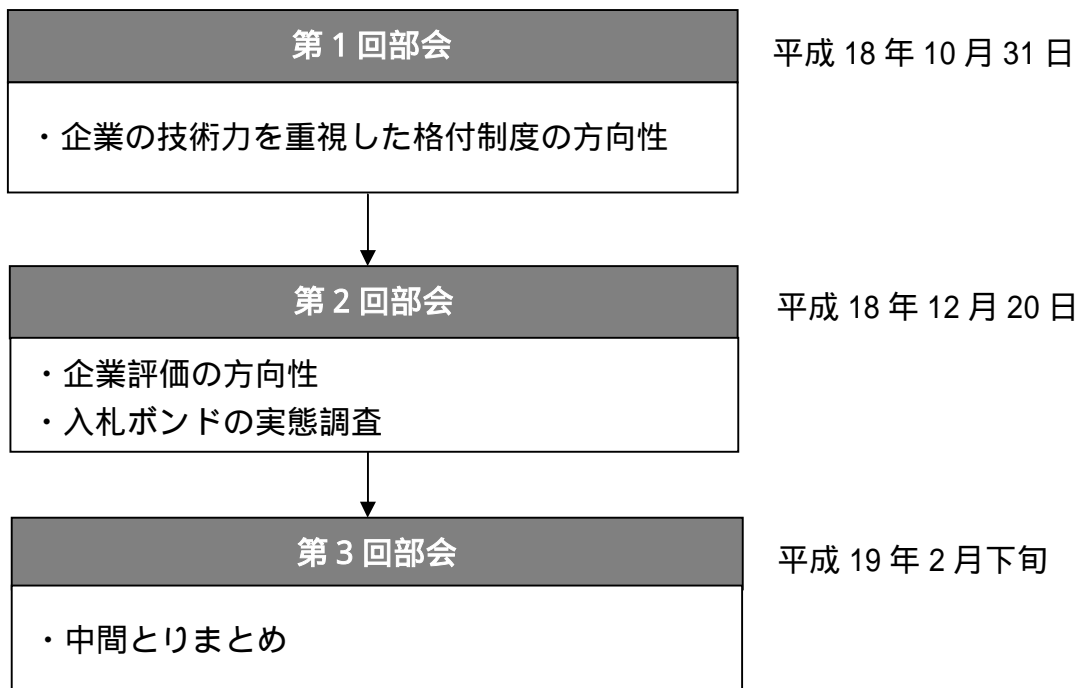 第1回部会
平成 18 年 10 月 31 日
・企業の技術力を重視した格付制度の方向性
第2回部会
平成 18 年 12 月 20 日
・企業評価の方向性
・入札ボンドの実態調査
第3回部会
平成 19 年 2 月下旬
・中間とりまとめ